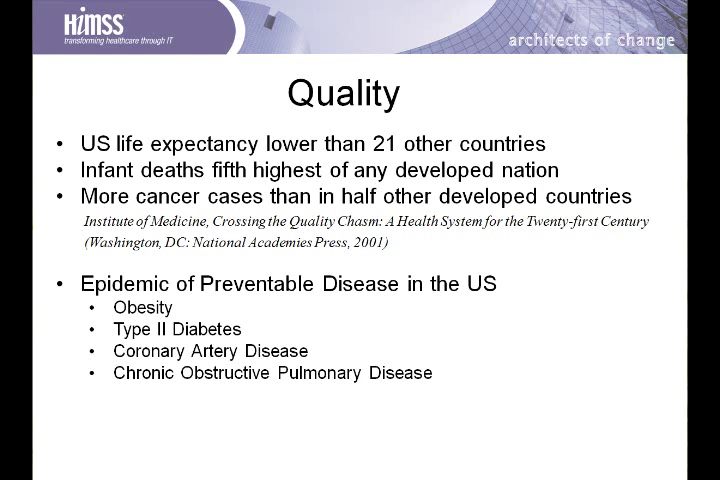 HiMSS
transforming healthcare through IT
architects of change
Quality
• US life expectancy lower than 21 other countries
• Infant deaths fifth highest of any developed nation
• More cancer cases than in half other developed countries
Institute of Medicine, Crossing the Quality Chasm: A Health System for the Twenty-first Century
(Washington, DC: National Academies Press, 2001)
• Epidemic of Preventable Disease in the US
• Obesity
• Type II Diabetes
• Coronary Artery Disease
• Chronic Obstructive Pulmonary Disease